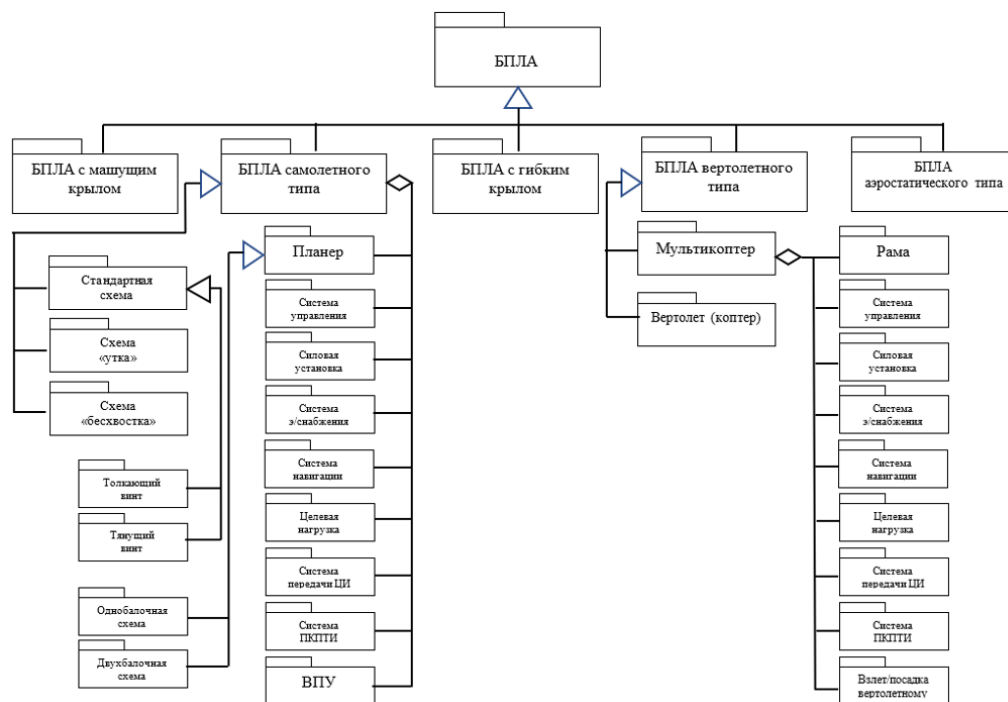 БПЛА
БПЛА с машущим
крылом
БПЛА самолетного
типа
БПЛА с гибким
крылом
БПЛА вертолетного
типа
БПЛА
аэростатического типа
Стандартная
схема
Схема
«утка»
Схема
«бесхвостка»
Толкающий
винт
Тянущий
винт
Однобалочная
схема
Двухбалочная
схема
Планер
Система
управления
Силовая
установка
Система
э/снабжения
Система
навигации
Целевая
нагрузка
Система
передачи ЦИ
Система
ПКПТИ
ВПУ
Мультикоптер
Вертолет (коптер)
Рама
Система
управления
Силовая
установка
Система
э/снабжения
Система
навигации
Целевая
нагрузка
Система
передачи ЦИ
Система
ПКПТИ
Взлет/посадка
вертолетному